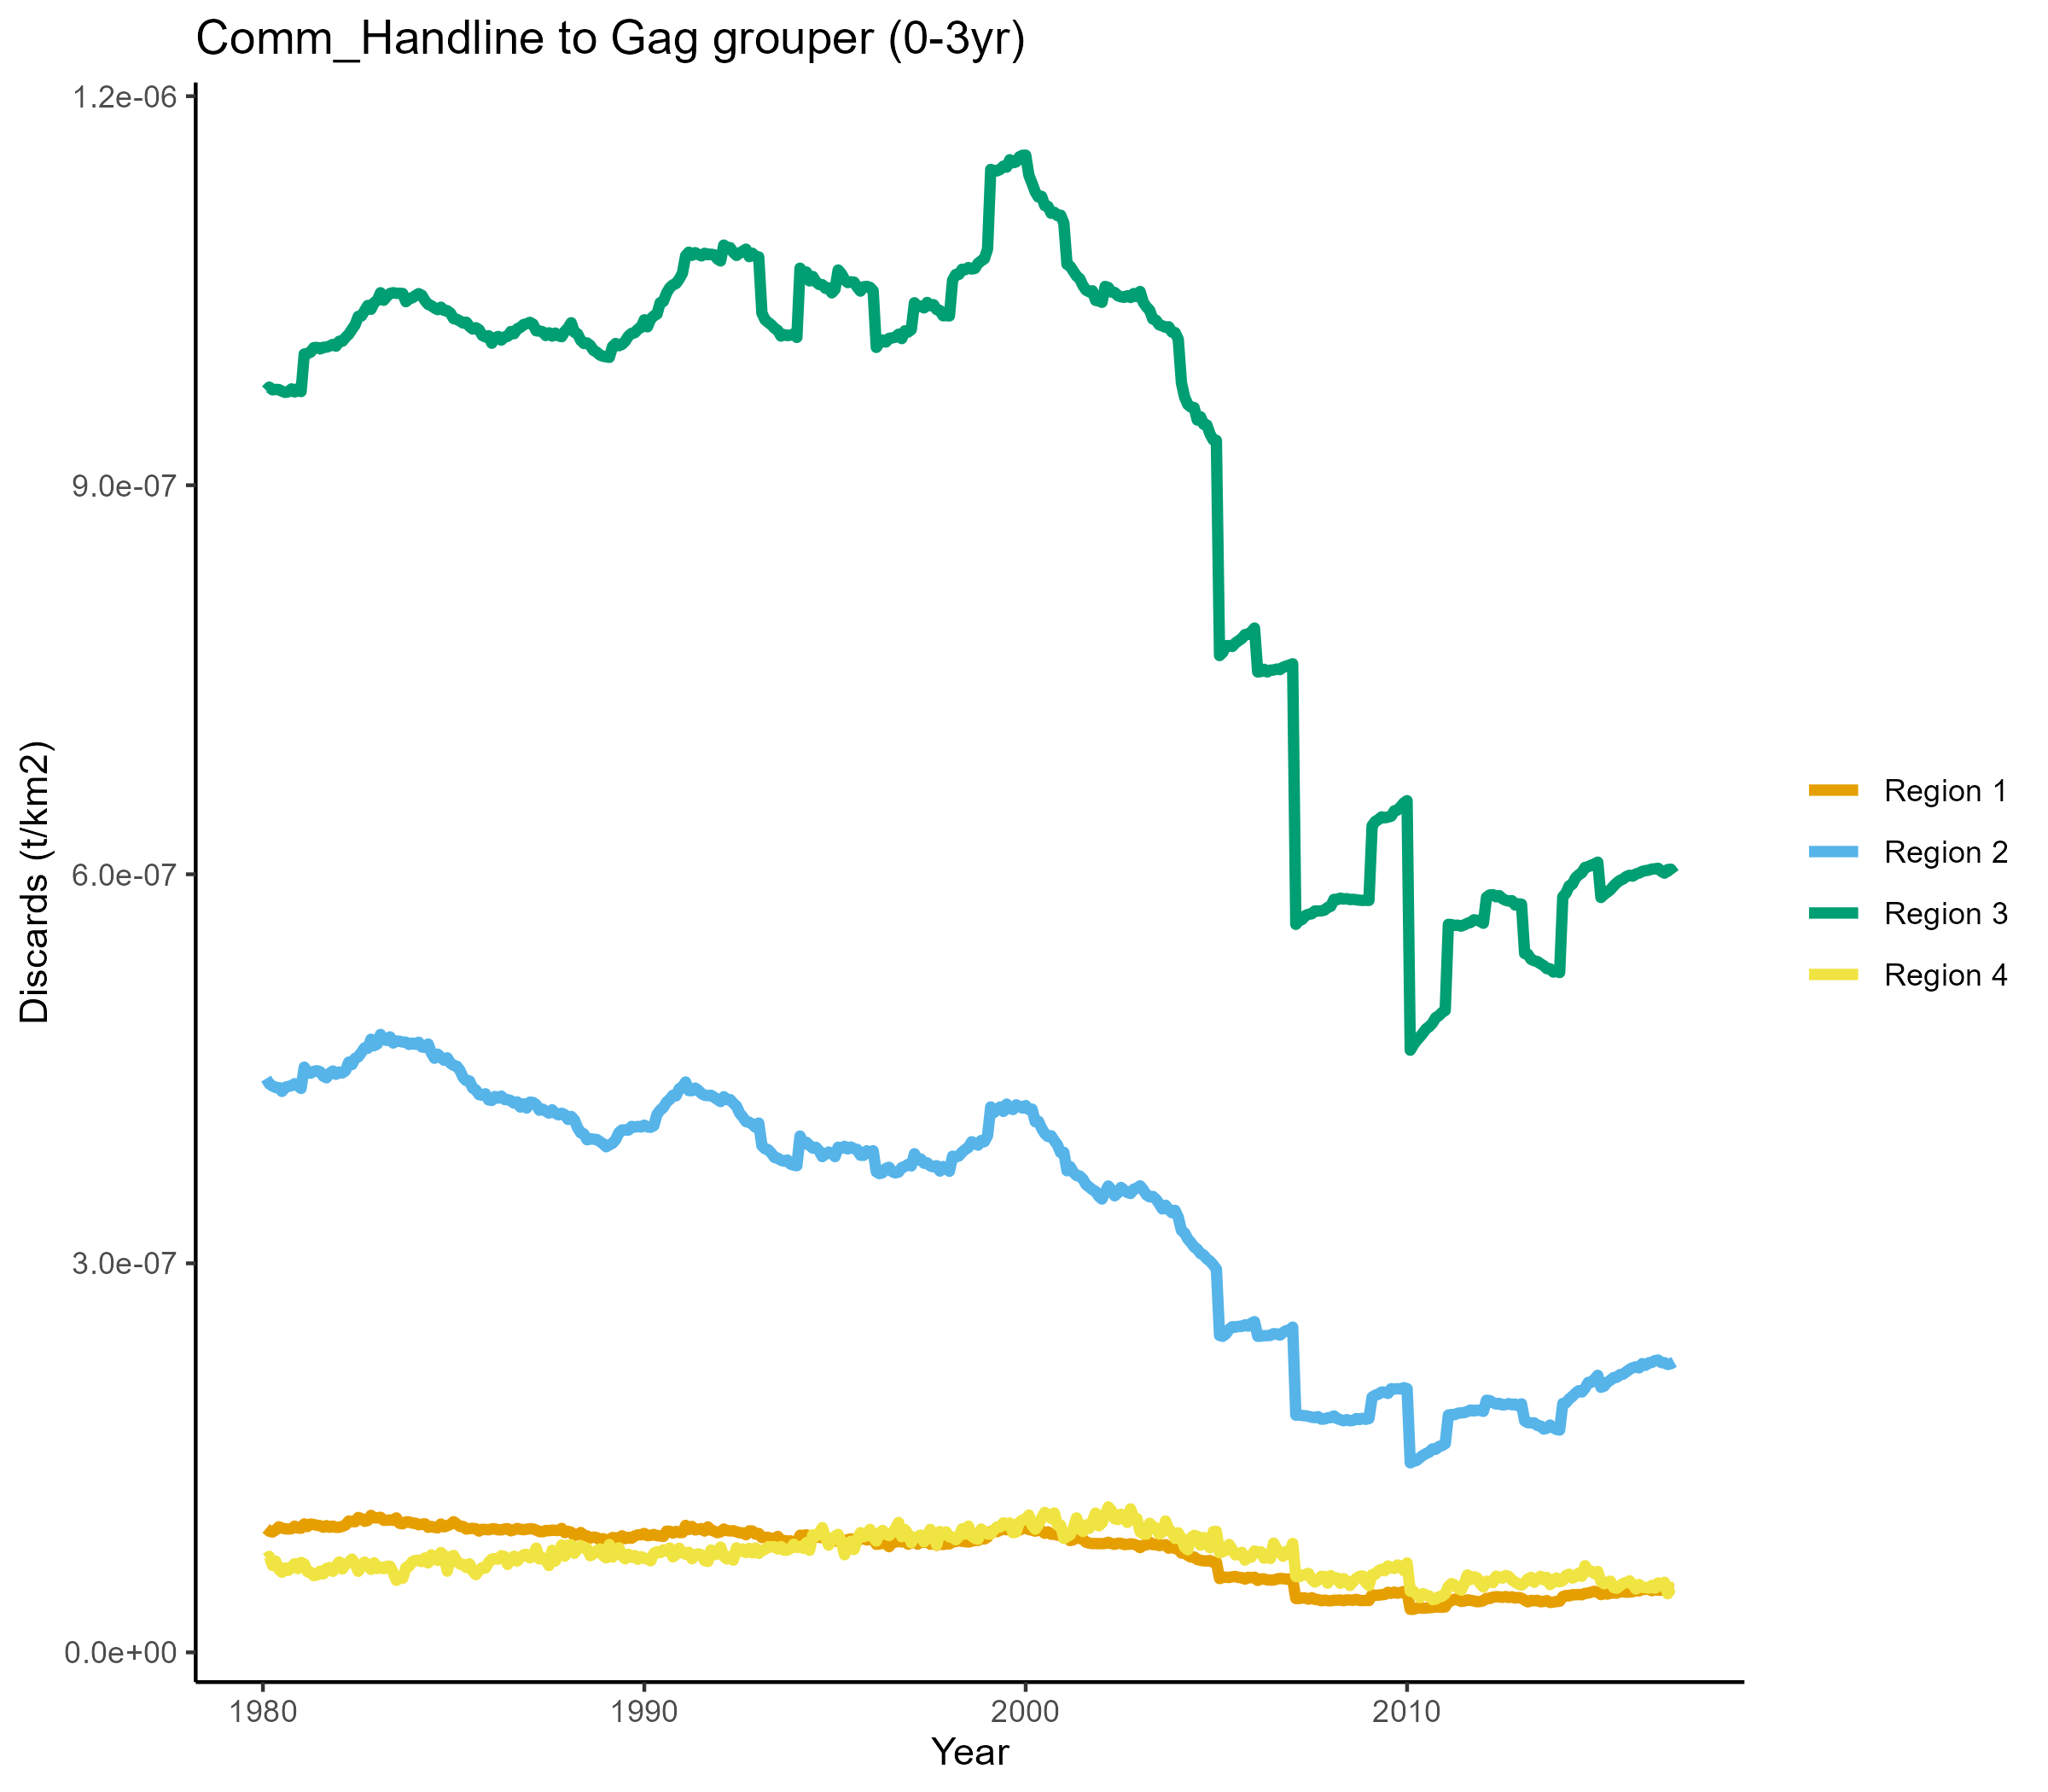 Comm_Handline to Gag grouper (0-3yr)
1.2e-06
9.0e-07
6.0e-07
3.0e-07
0.0e+00
Discards (t/km2)
1980 1990 2000 2010
Year
Region 1
Region 2
Region 3
Region 4